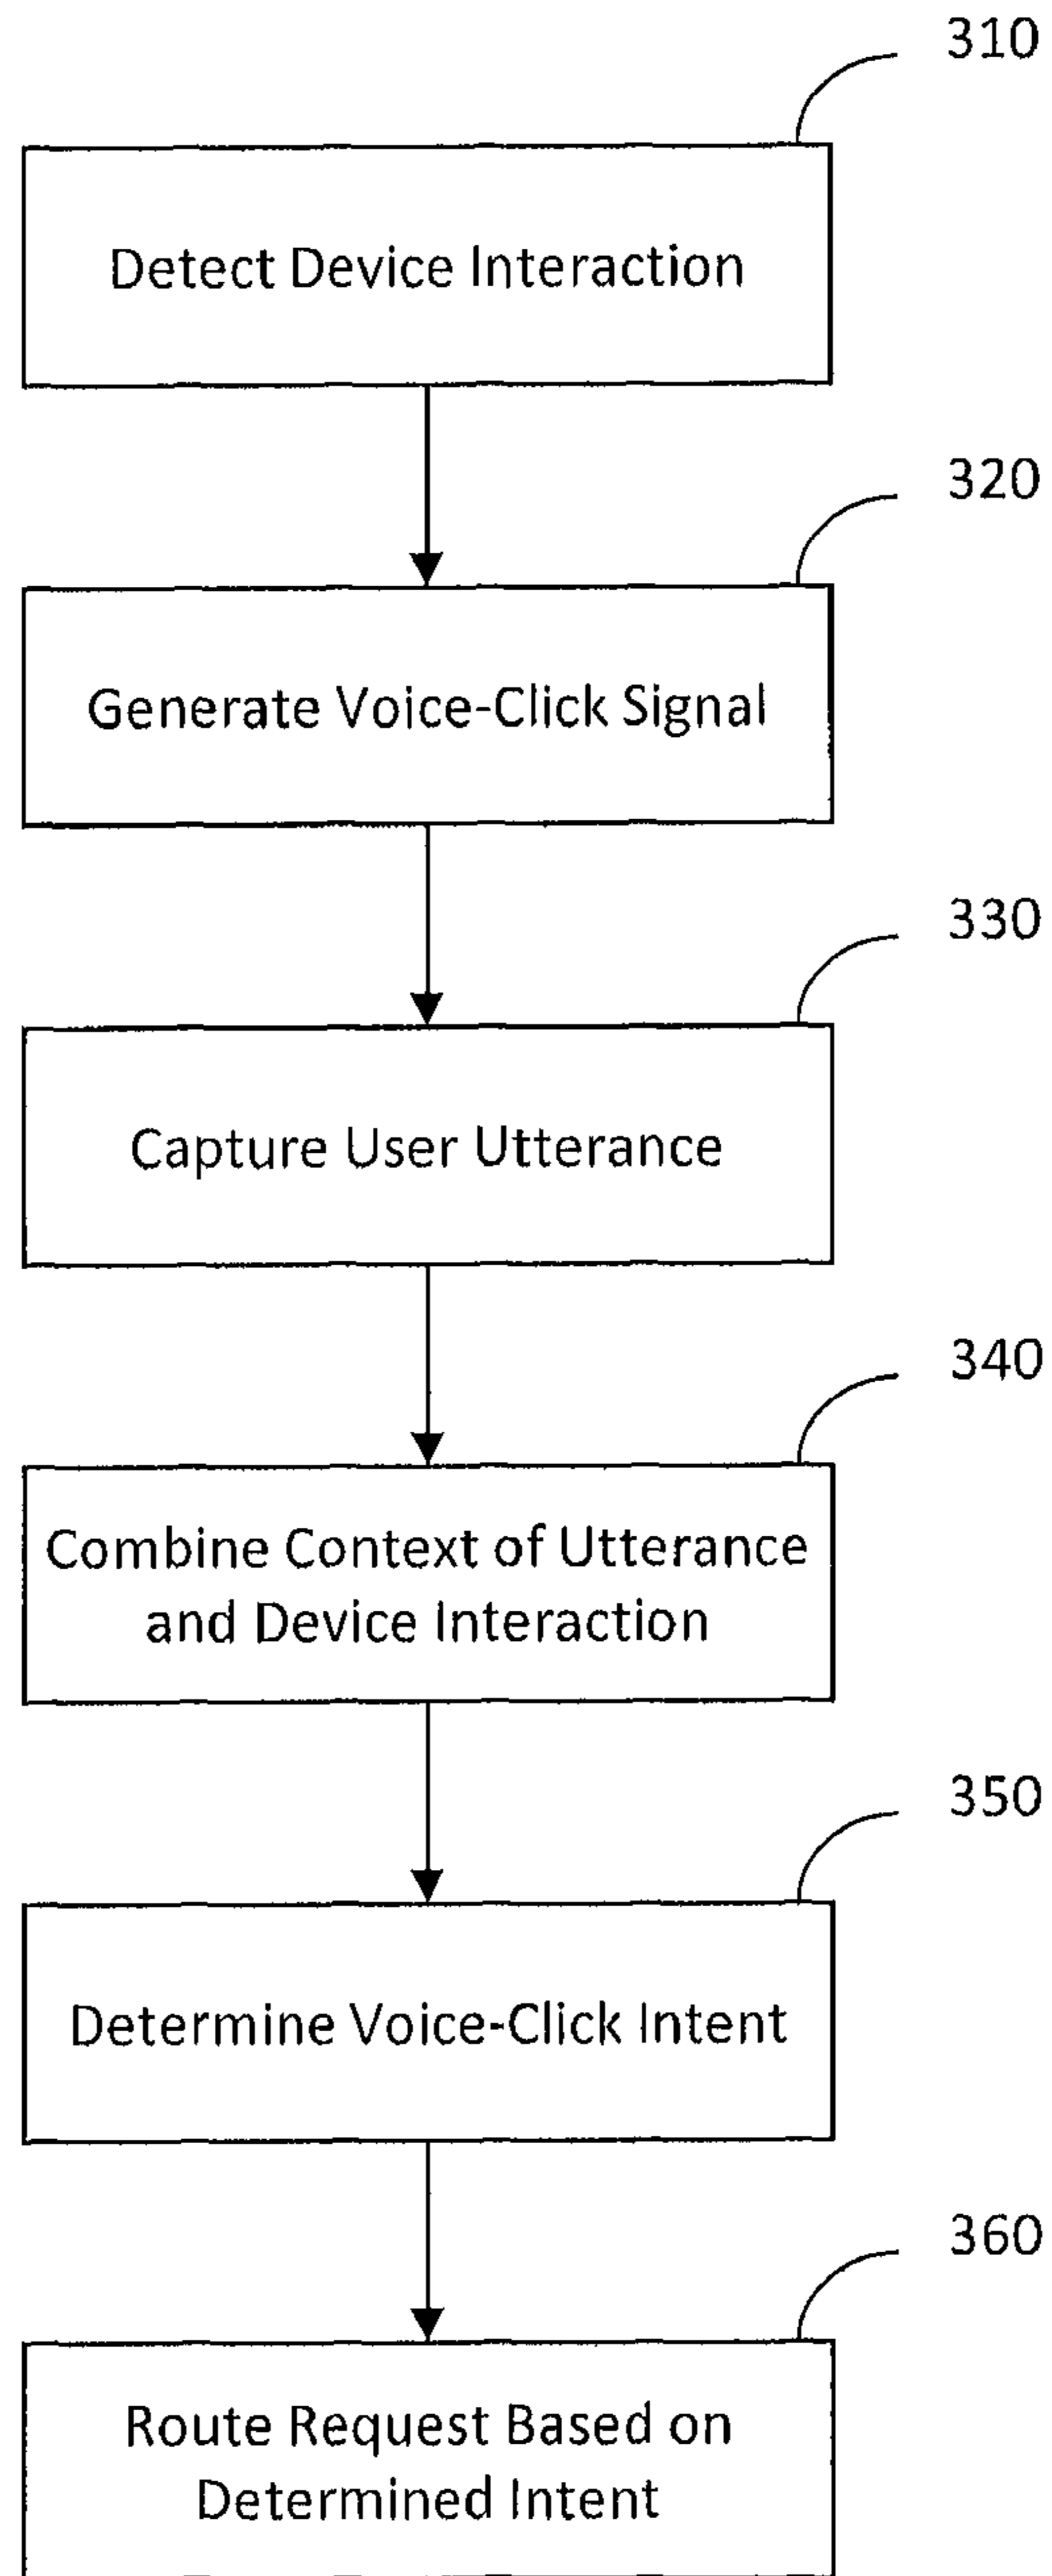 310
Detect Device Interaction
320
Generate Voice-Click Signal
330
Capture User Utterance
340
Combine Context of Utterance
and Device Interaction
350
Determine Voice-Click Intent
360
Route Request Based on
Determined Intent